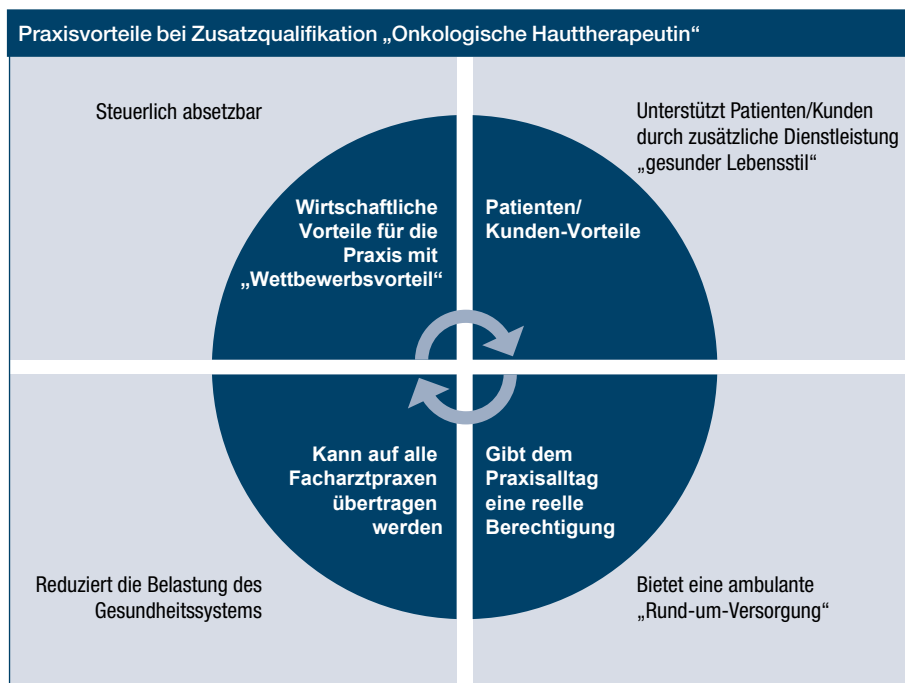 Praxisvorteile bei Zusatzqualifikation „Onkologische Hauttherapeutin“
Steuerlich absetzbar
Wirtschaftliche
Vorteile für die
Praxis mit
„Wettbewerbsvorteil“
Unterstützt Patienten/Kunden
durch zusätzliche Dienstleistung
„gesunder Lebensstil“
Patienten/
Kunden-Vorteile
Kann auf alle
Facharztpraxen
übertragen
werden
Reduziert die Belastung des
Gesundheitssystems
Gibt dem
Praxisalltag
eine reelle
Berechtigung
Bietet eine ambulante
„Rund-um-Versorgung“